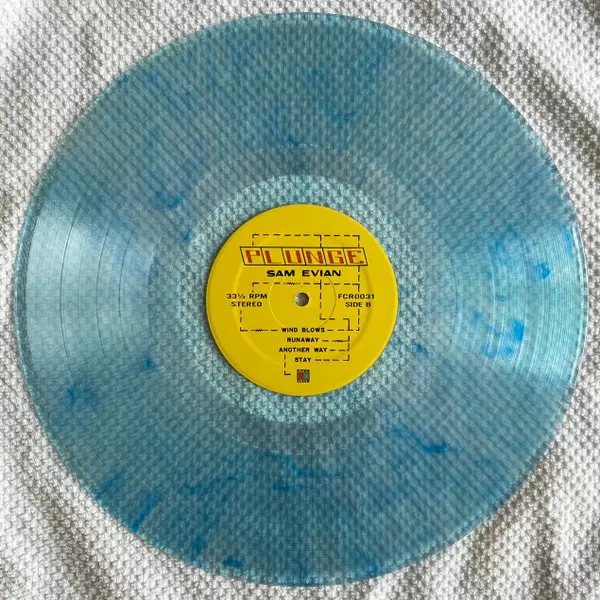 PLUNGE
SAM EVIAN
33⅓ RPM FCR0031
STEREO SIDE B
WIND BLOWS
RUNAWAY
ANOTHER WAY
STAY